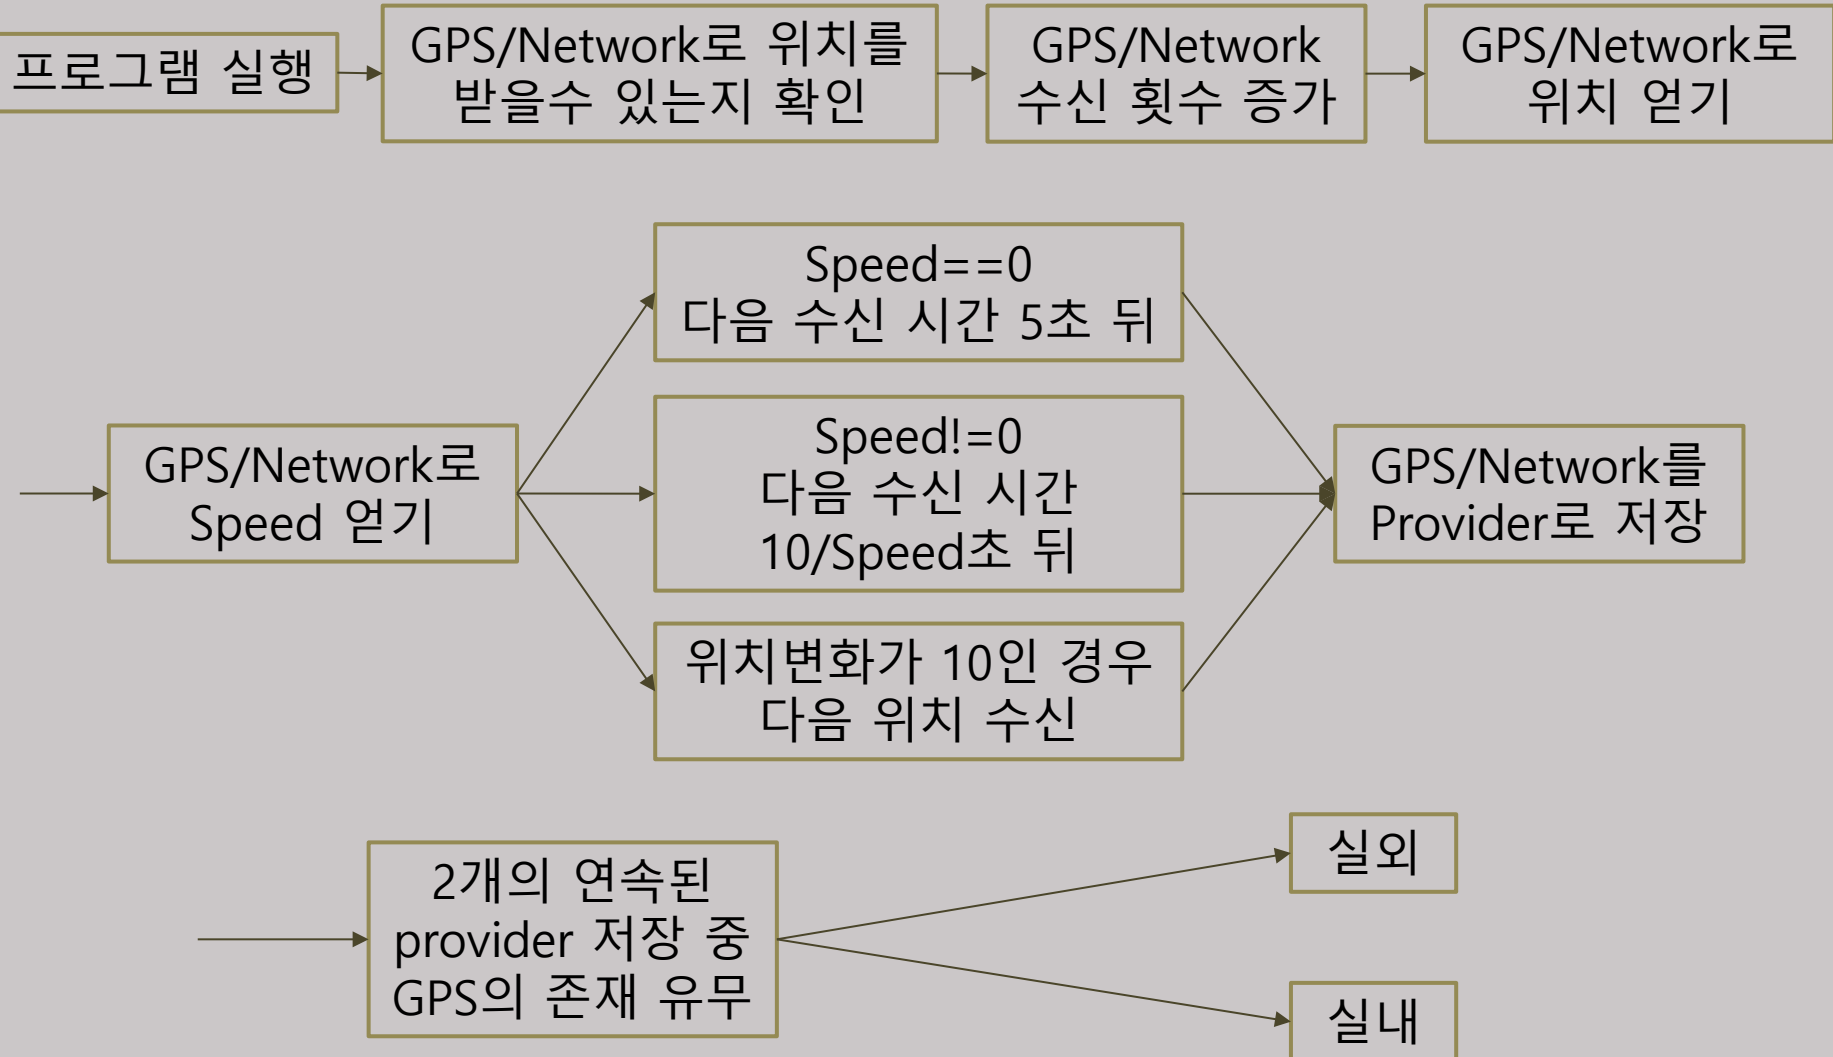 프로그램 실행
GPS/Network로 위치를
받을수 있는지 확인
GPS/Network
수신 횟수 증가
GPS/Network로
위치 얻기
GPS/Network로
Speed 얻기
Speed==0
다음 수신 시간 5초 뒤
Speed!=0
다음 수신 시간
10/Speed초 뒤
위치변화가 10인 경우
다음 위치 수신
GPS/Network를
Provider로 저장
2개의 연속된
provider 저장 중
GPS의 존재 유무
실외
실내